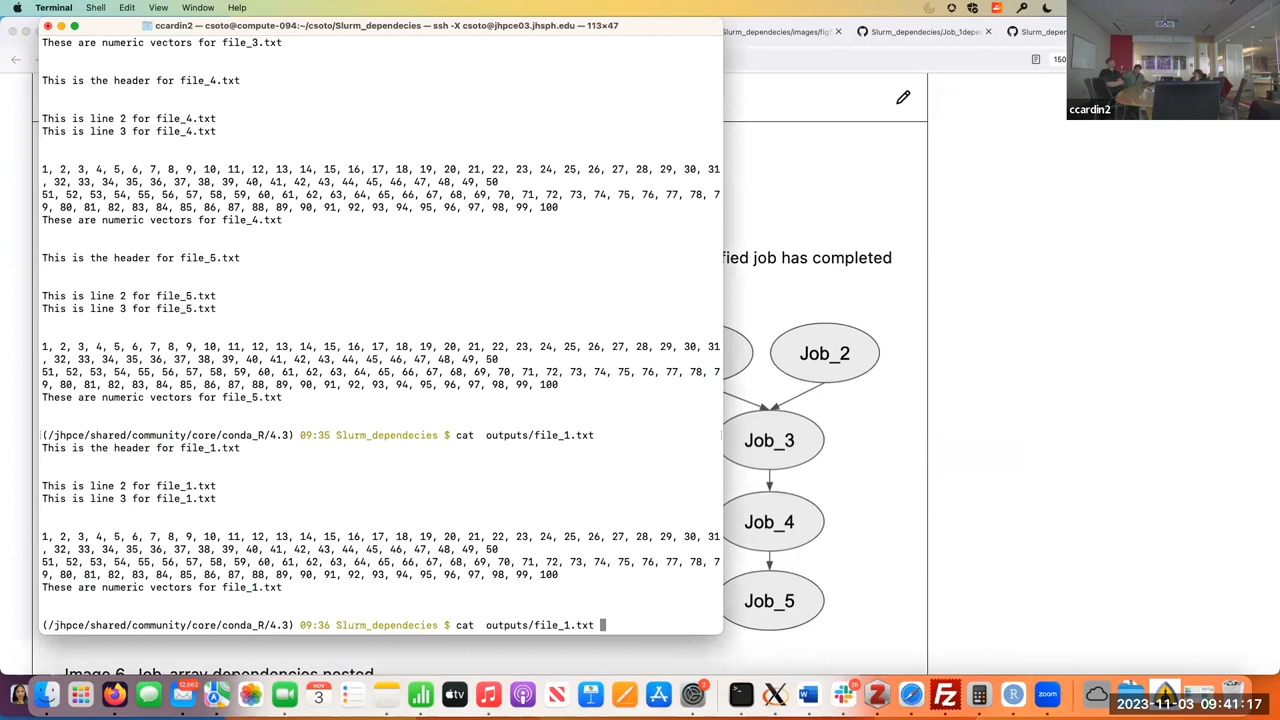 Terminal Shell Edit View Window Help
ccardin2 — csoto@compute-094:~/csoto/Slurm_dependecies — ssh -X csoto@jhpce03.jhsph.edu — 113×47
Slurm_dependecies/images/fig
Slurm_dependecies/Job_1depe
Slurm_depen
150
ccardin2
These are numeric vectors for file_3.txt
This is the header for file_4.txt
This is line 2 for file_4.txt
This is line 3 for file_4.txt
1, 2, 3, 4, 5, 6, 7, 8, 9, 10, 11, 12, 13, 14, 15, 16, 17, 18, 19, 20, 21, 22, 23, 24, 25, 26, 27, 28, 29, 30, 31
, 32, 33, 34, 35, 36, 37, 38, 39, 40, 41, 42, 43, 44, 45, 46, 47, 48, 49, 50
51, 52, 53, 54, 55, 56, 57, 58, 59, 60, 61, 62, 63, 64, 65, 66, 67, 68, 69, 70, 71, 72, 73, 74, 75, 76, 77, 78, 7
9, 80, 81, 82, 83, 84, 85, 86, 87, 88, 89, 90, 91, 92, 93, 94, 95, 96, 97, 98, 99, 100
These are numeric vectors for file_4.txt
This is the header for file_5.txt
This is line 2 for file_5.txt
This is line 3 for file_5.txt
1, 2, 3, 4, 5, 6, 7, 8, 9, 10, 11, 12, 13, 14, 15, 16, 17, 18, 19, 20, 21, 22, 23, 24, 25, 26, 27, 28, 29, 30, 31
, 32, 33, 34, 35, 36, 37, 38, 39, 40, 41, 42, 43, 44, 45, 46, 47, 48, 49, 50
51, 52, 53, 54, 55, 56, 57, 58, 59, 60, 61, 62, 63, 64, 65, 66, 67, 68, 69, 70, 71, 72, 73, 74, 75, 76, 77, 78, 7
9, 80, 81, 82, 83, 84, 85, 86, 87, 88, 89, 90, 91, 92, 93, 94, 95, 96, 97, 98, 99, 100
These are numeric vectors for file_5.txt
(/jhpce/shared/community/core/conda_R/4.3) 09:35 Slurm_dependecies $ cat  outputs/file_1.txt
This is the header for file_1.txt
This is line 2 for file_1.txt
This is line 3 for file_1.txt
1, 2, 3, 4, 5, 6, 7, 8, 9, 10, 11, 12, 13, 14, 15, 16, 17, 18, 19, 20, 21, 22, 23, 24, 25, 26, 27, 28, 29, 30, 31
, 32, 33, 34, 35, 36, 37, 38, 39, 40, 41, 42, 43, 44, 45, 46, 47, 48, 49, 50
51, 52, 53, 54, 55, 56, 57, 58, 59, 60, 61, 62, 63, 64, 65, 66, 67, 68, 69, 70, 71, 72, 73, 74, 75, 76, 77, 78, 7
9, 80, 81, 82, 83, 84, 85, 86, 87, 88, 89, 90, 91, 92, 93, 94, 95, 96, 97, 98, 99, 100
These are numeric vectors for file_1.txt
(/jhpce/shared/community/core/conda_R/4.3) 09:36 Slurm_dependecies $ cat  outputs/file_1.txt
fied job has completed
Job_2
Job_3
Job_4
Job_5
Image 6. Job-array dependencies nested
12,662
NOV
3
tv
7
25
zoom
2023-11-03 09:41:17